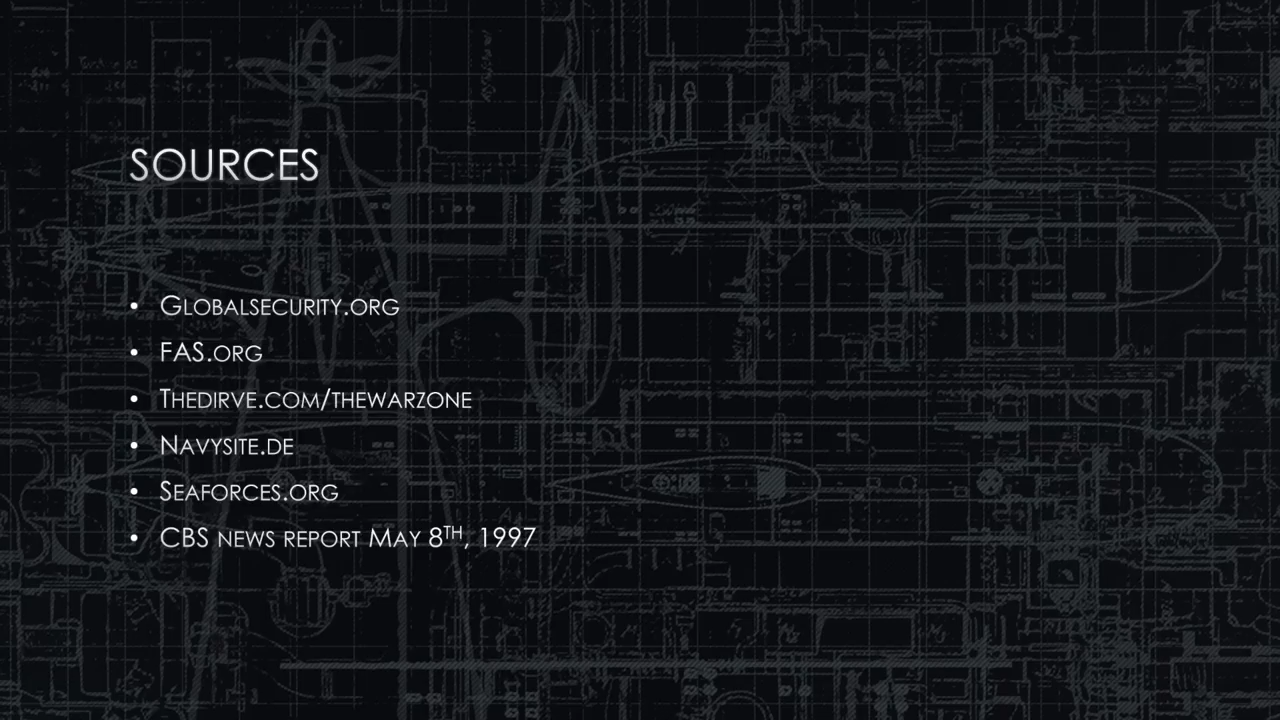 SOURCES
• GLOBALSECURITY.ORG
• FAS.ORG
• THEDIRVE.COM/THEWARZONE
• NAVYSITE.DE
• SEAFORCES.ORG
• CBS NEWS REPORT MAY 8TH, 1997